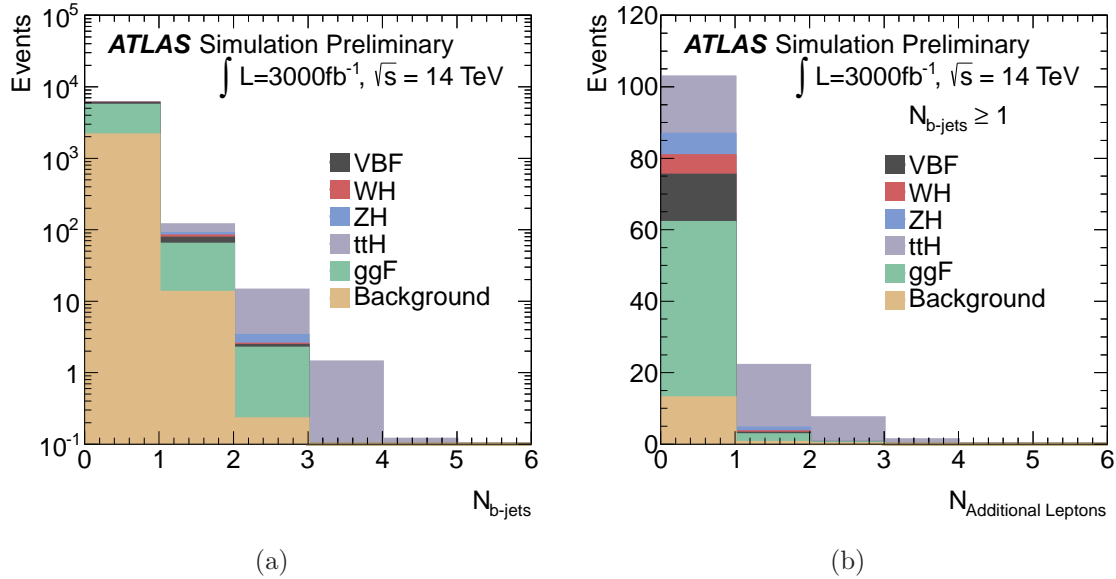 Events
10^5
10^4
10^3
10^2
10
1
10^-1
ATLAS Simulation Preliminary
∫ L=3000fb^-1, √s = 14 TeV
VBF
WH
ZH
ttH
ggF
Background
0 1 2 3 4 5 6
N_b-jets
(a)
Events
120
100
80
60
40
20
0
ATLAS Simulation Preliminary
∫ L=3000fb^-1, √s = 14 TeV
N_b-jets ≥ 1
VBF
WH
ZH
ttH
ggF
Background
0 1 2 3 4 5 6
N_Additional Leptons
(b)